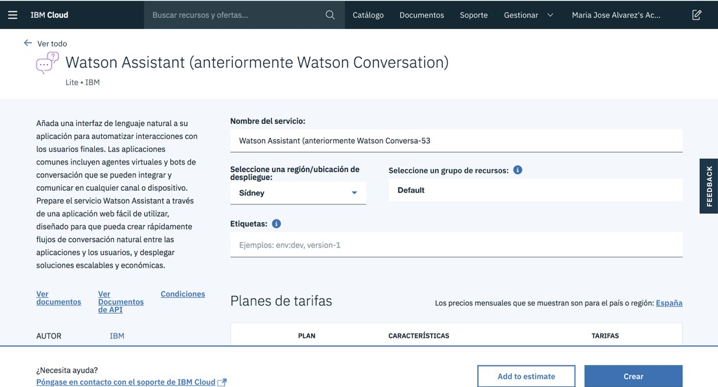 IBM Cloud
Buscar recursos y ofertas...
Catálogo
Documentos
Soporte
Gestionar
Maria Jose Alvarez's Ac...
Ver todo
Watson Assistant (anteriormente Watson Conversation)
Lite • IBM
Añada una interfaz de lenguaje natural a su
aplicación para automatizar interacciones con
los usuarios finales. Las aplicaciones
comunes incluyen agentes virtuales y bots de
conversación que se pueden integrar y
comunicar en cualquier canal o dispositivo.
Prepare el servicio Watson Assistant a través
de una aplicación web fácil de utilizar,
diseñado para que pueda crear rápidamente
flujos de conversación natural entre las
aplicaciones y los usuarios, y desplegar
soluciones escalables y económicas.
Ver
documentos
Ver
Documentos
de API
Condiciones
AUTOR
IBM
Nombre del servicio:
Watson Assistant (anteriormente Watson Conversa-53
Seleccione una región/ubicación de
despliegue:
Sídney
Seleccione un grupo de recursos:
Default
Etiquetas:
Ejemplos: env:dev, version-1
Planes de tarifas
Los precios mensuales que se muestran son para el país o región: España
PLAN
CARACTERÍSTICAS
TARIFAS
FEEDBACK
¿Necesita ayuda?
Póngase en contacto con el soporte de IBM Cloud
Add to estimate
Crear